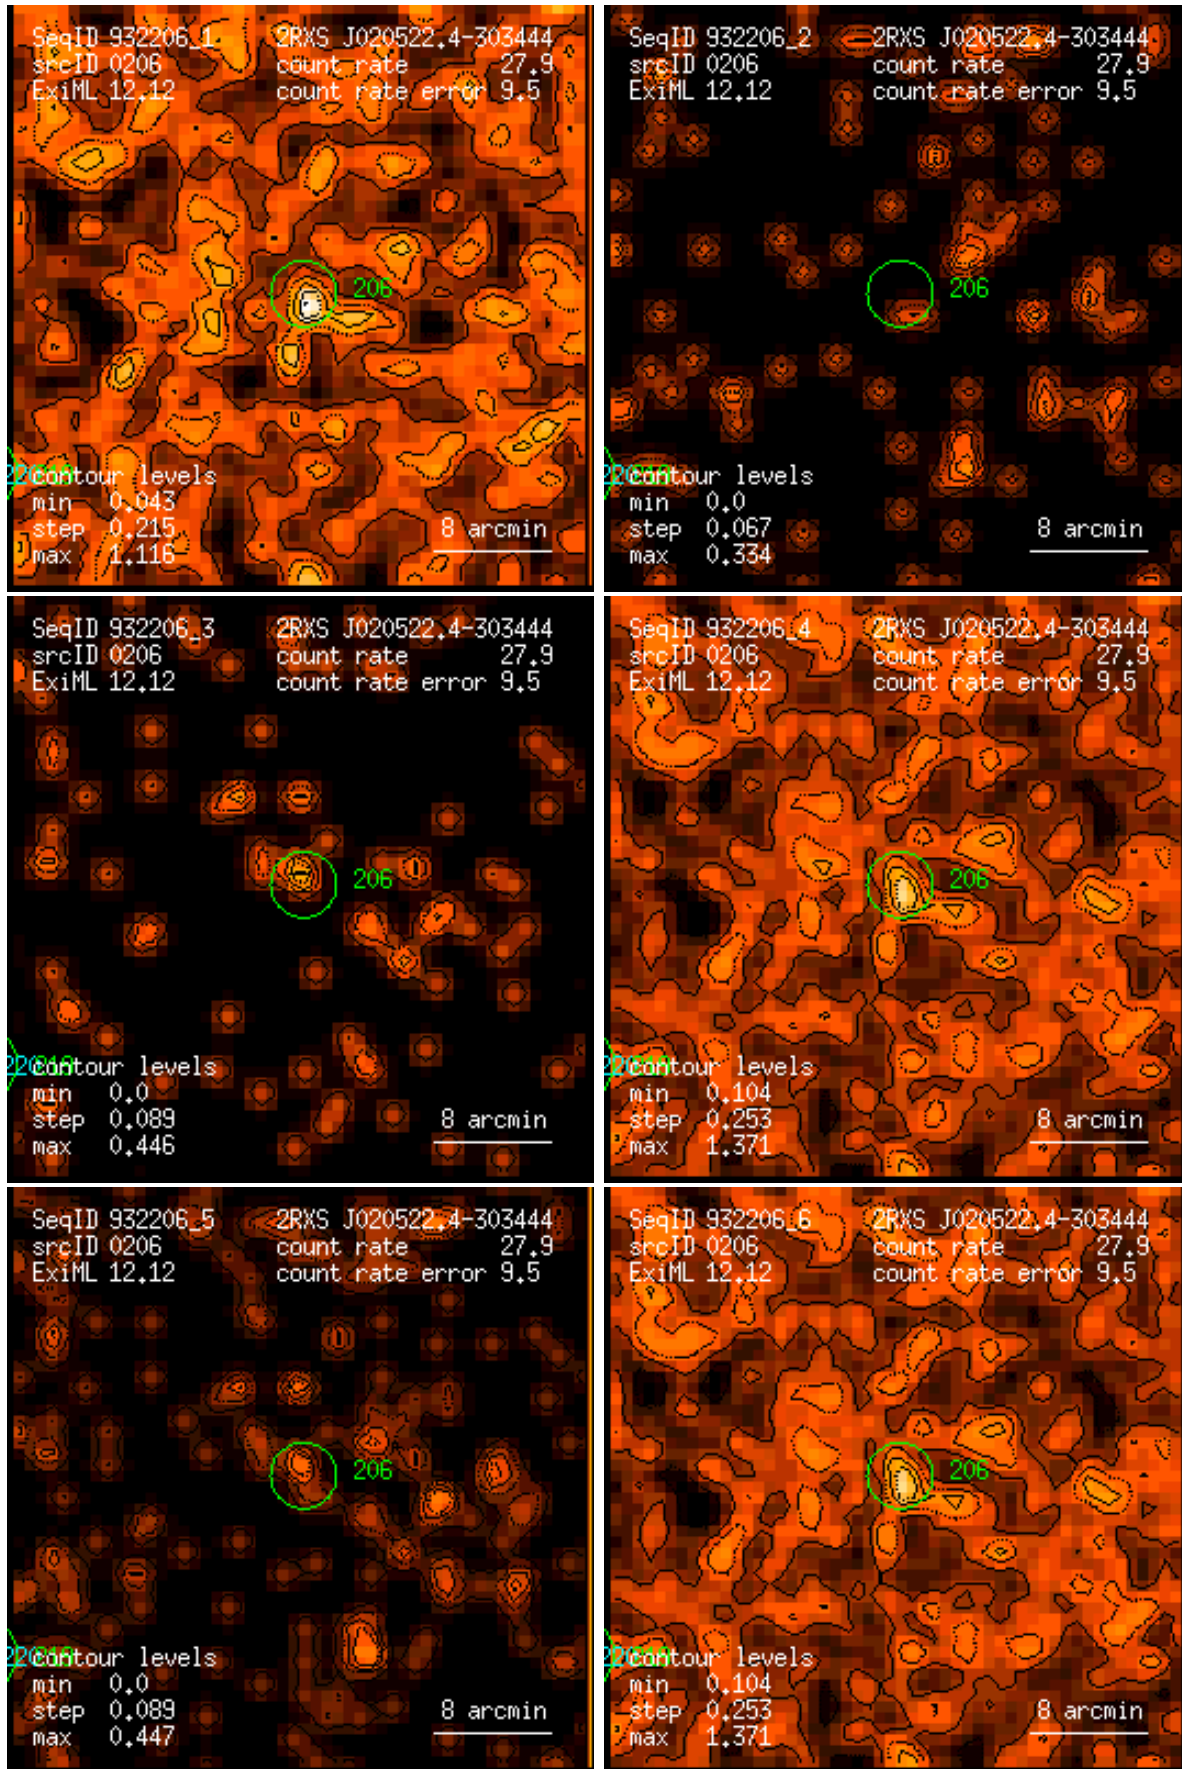 SeqID 932206_1 2RXS J020522.4-303444
srcID 0206 count rate 27.9
ExiML 12.12 count rate error 9.5
206
contour levels
min 0.043
step 0.215
max 1.116
8 arcmin
SeqID 932206_2 2RXS J020522.4-303444
srcID 0206 count rate 27.9
ExiML 12.12 count rate error 9.5
206
contour levels
min 0.0
step 0.067
max 0.334
8 arcmin
SeqID 932206_3 2RXS J020522.4-303444
srcID 0206 count rate 27.9
ExiML 12.12 count rate error 9.5
206
contour levels
min 0.0
step 0.089
max 0.446
8 arcmin
SeqID 932206_4 2RXS J020522.4-303444
srcID 0206 count rate 27.9
ExiML 12.12 count rate error 9.5
206
contour levels
min 0.104
step 0.253
max 1.371
8 arcmin
SeqID 932206_5 2RXS J020522.4-303444
srcID 0206 count rate 27.9
ExiML 12.12 count rate error 9.5
206
contour levels
min 0.0
step 0.089
max 0.447
8 arcmin
SeqID 932206_6 2RXS J020522.4-303444
srcID 0206 count rate 27.9
ExiML 12.12 count rate error 9.5
206
contour levels
min 0.104
step 0.253
max 1.371
8 arcmin